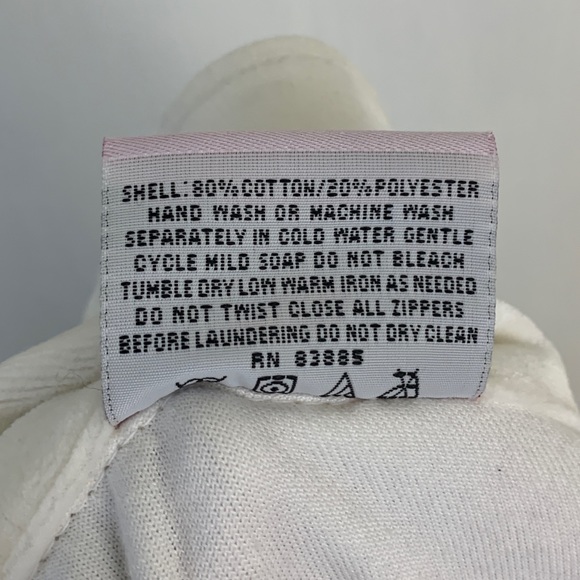 SHELL: 80% COTTON/20% POLYESTER
HAND WASH OR MACHINE WASH
SEPARATELY IN COLD WATER GENTLE
CYCLE MILD SOAP DO NOT BLEACH
TUMBLE DRY LOW WARM IRON AS NEEDED
DO NOT TWIST CLOSE ALL ZIPPERS
BEFORE LAUNDERING DO NOT DRY CLEAN
RN 83885